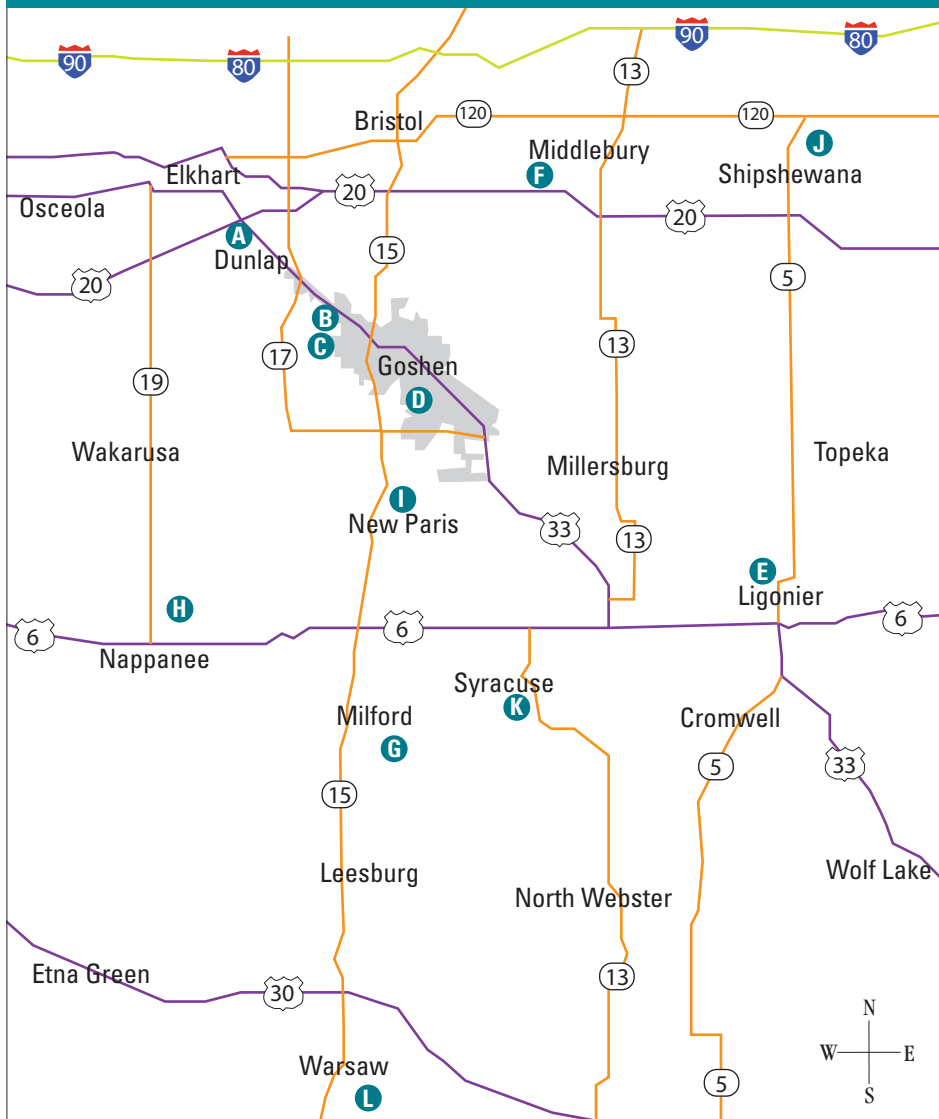 90
80
90
80
13
120
120
Bristol
J
Middlebury
F
Shipshewana
Elkhart
20
Osceola
20
A
Dunlap
15
20
5
B
C
17
13
Goshen
19
D
Wakarusa
Millersburg
Topeka
I
New Paris
33
13
E
Ligonier
H
6
6
6
Nappanee
Syracuse
K
Milford
Cromwell
G
5
33
15
Leesburg
Wolf Lake
North Webster
Etna Green
13
30
N
W
E
S
Warsaw
5
L